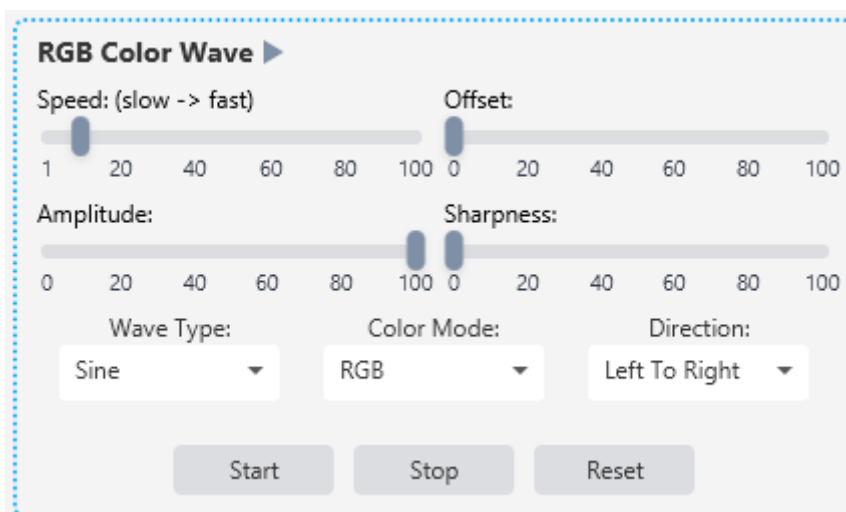 RGB Color Wave
Speed: (slow -> fast) Offset:
1 20 40 60 80 100 0 20 40 60 80 100
Amplitude: Sharpness:
0 20 40 60 80 100 0 20 40 60 80 100
Wave Type: Color Mode: Direction:
Sine RGB Left To Right
Start Stop Reset